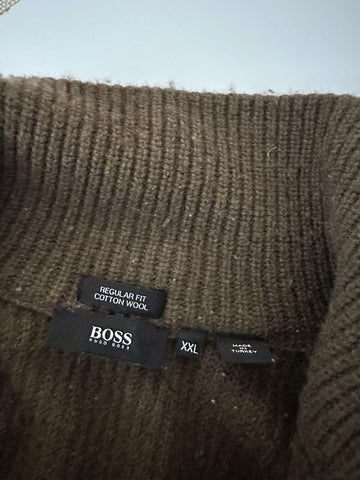 REGULAR FIT
COTTON WOOL
BOSS
HUGO BOSS
XXL
MADE
IN
TURKEY